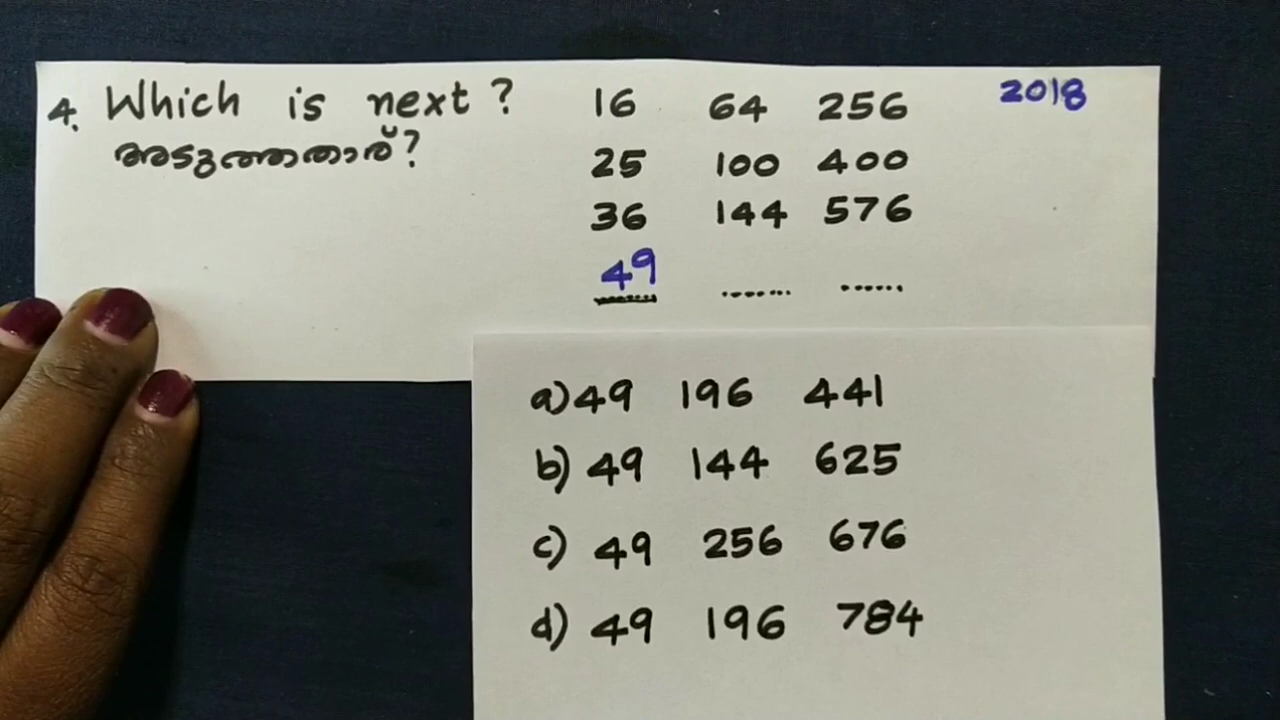 4. Which is next ? 16 64 256 2018
അടുത്തതാര്? 25 100 400
36 144 576
49 ....... ......
a) 49 196 441
b) 49 144 625
c) 49 256 676
d) 49 196 784